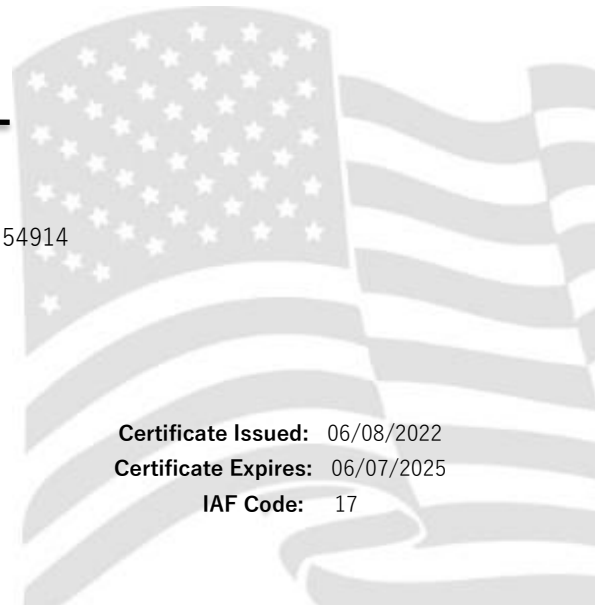 54914
Certificate Issued: 06/08/2022
Certificate Expires: 06/07/2025
IAF Code: 17